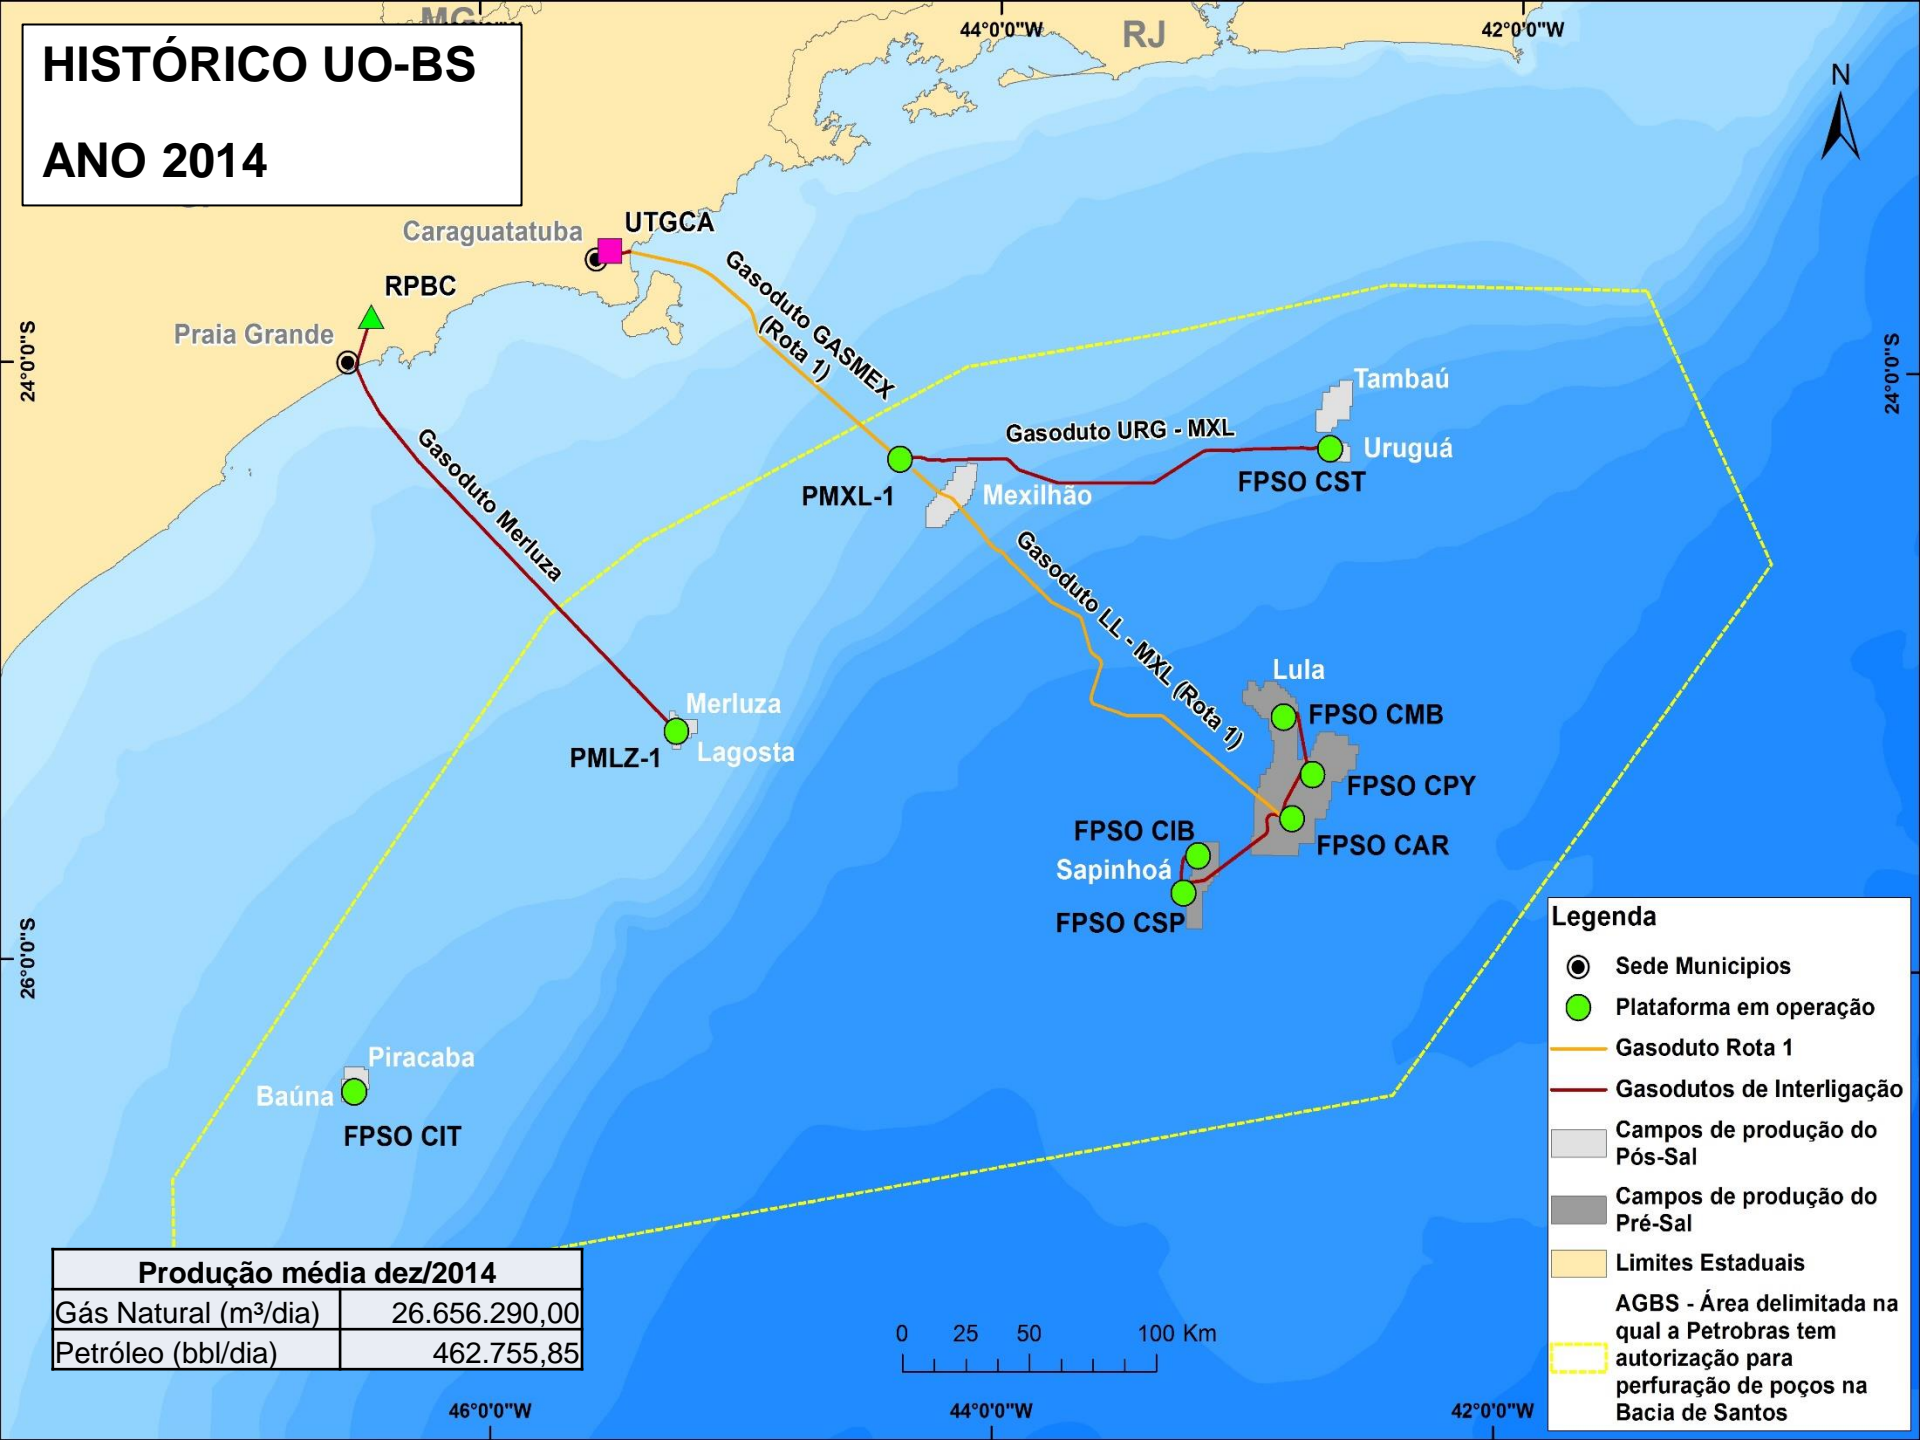 MG
44°0'0"W
RJ
42°0'0"W
HISTÓRICO UO-BS
ANO 2014
N
Caraguatatuba
UTGCA
RPBC
Praia Grande
24°0'0"S
24°0'0"S
Gasoduto GASMEX
(Rota 1)
Tambaú
Gasoduto URG - MXL
Uruguá
FPSO CST
PMXL-1
Mexilhão
Gasoduto Merluza
Gasoduto LL - MXL (Rota 1)
Lula
Merluza
FPSO CMB
PMLZ-1
Lagosta
FPSO CPY
FPSO CIB
FPSO CAR
Sapinhoá
FPSO CSP
26°0'0"S
Piracaba
Baúna
FPSO CIT
Legenda
Sede Municipios
Plataforma em operação
Gasoduto Rota 1
Gasodutos de Interligação
Campos de produção do
Pós-Sal
Campos de produção do
Pré-Sal
Limites Estaduais
AGBS - Área delimitada na
qual a Petrobras tem
autorização para
perfuração de poços na
Bacia de Santos
Produção média dez/2014
Gás Natural (m³/dia) 26.656.290,00
Petróleo (bbl/dia) 462.755,85
0 25 50 100 Km
46°0'0"W
44°0'0"W
42°0'0"W